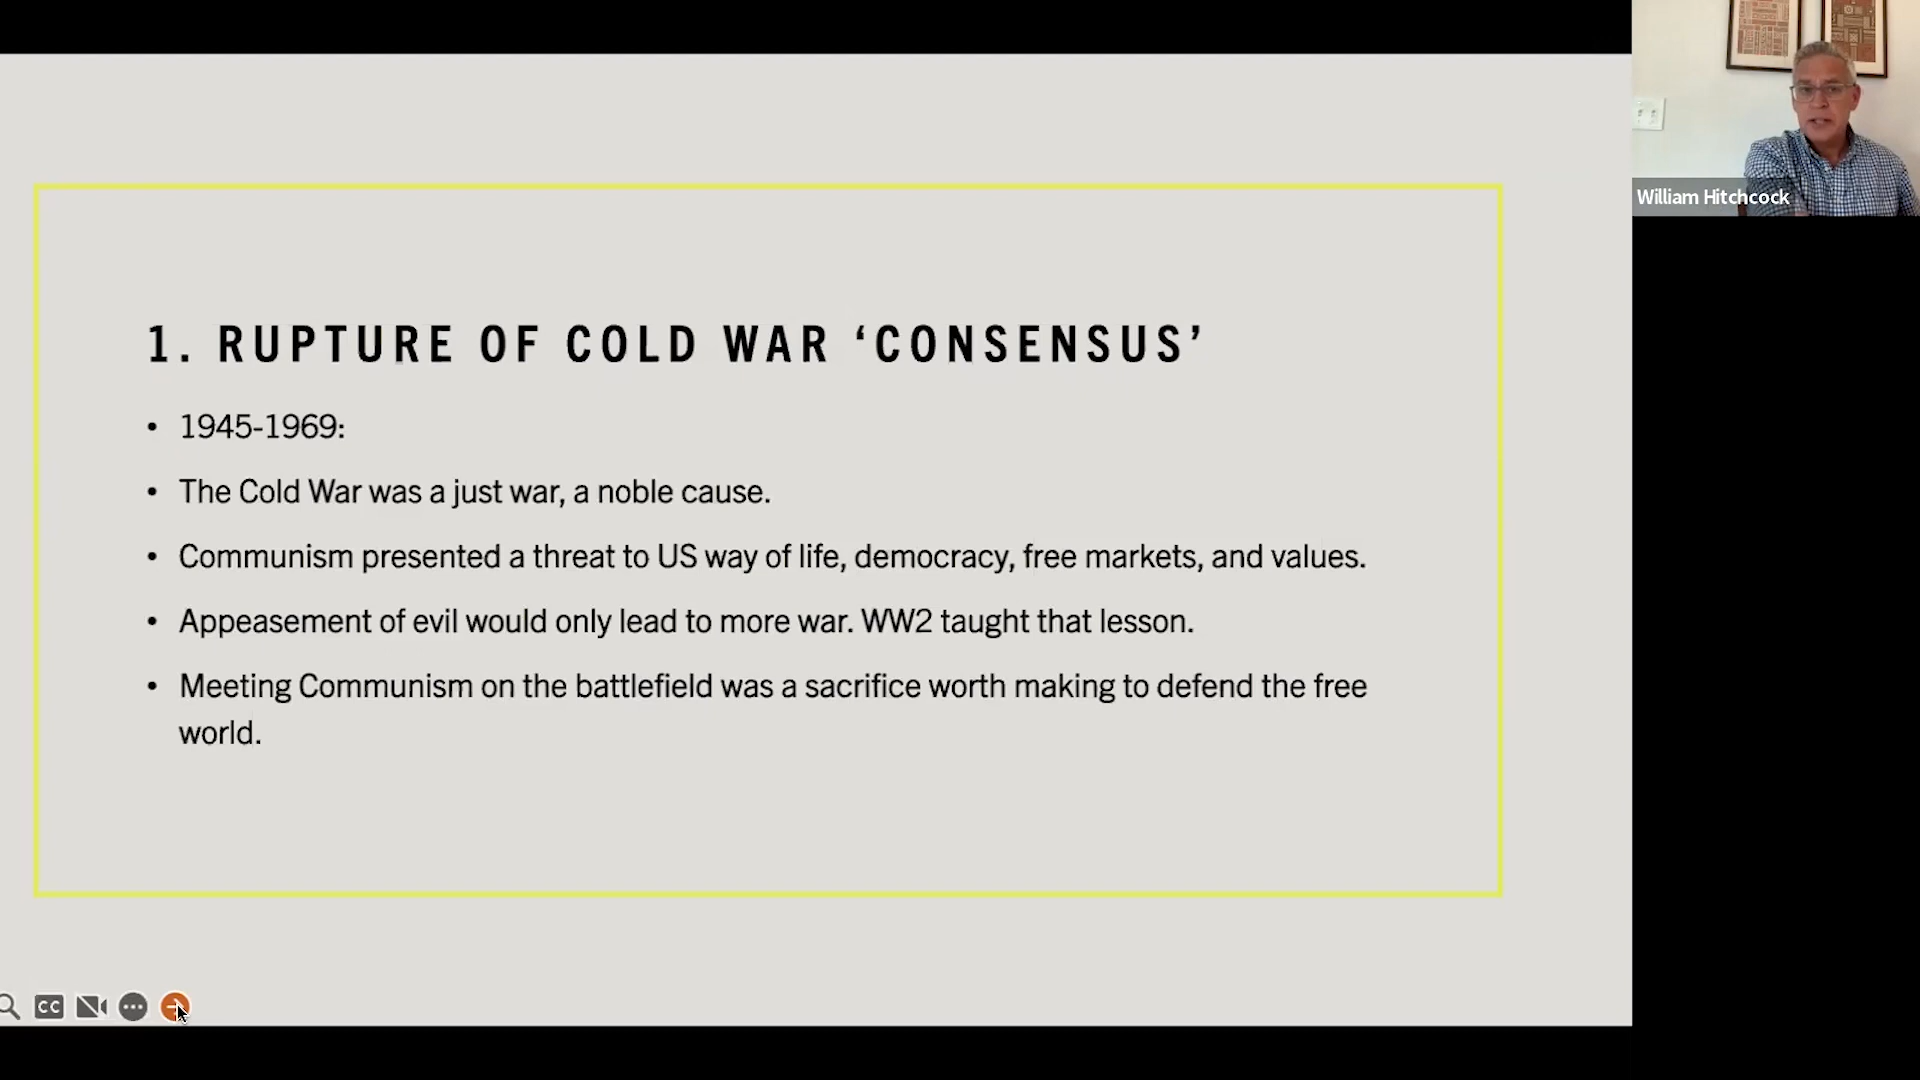 1. RUPTURE OF COLD WAR ‘CONSENSUS’
• 1945-1969:
• The Cold War was a just war, a noble cause.
• Communism presented a threat to US way of life, democracy, free markets, and values.
• Appeasement of evil would only lead to more war. WW2 taught that lesson.
• Meeting Communism on the battlefield was a sacrifice worth making to defend the free
world.
William Hitchcock
CC